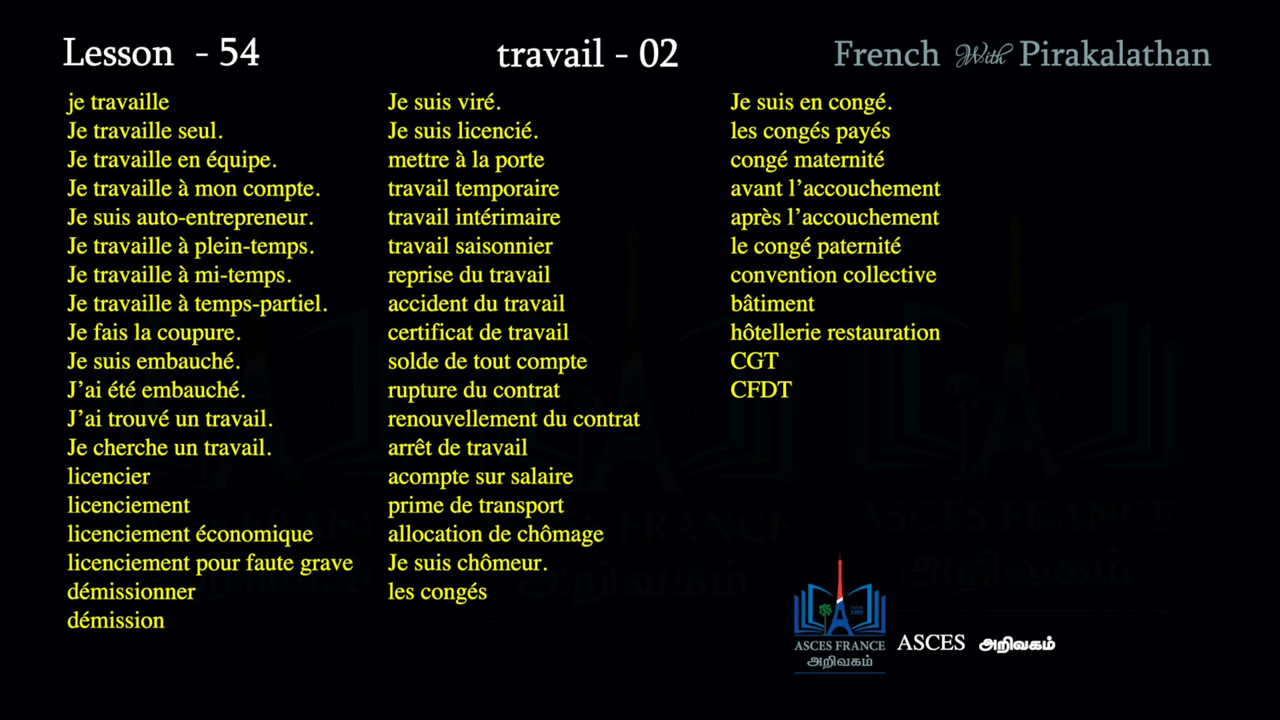 Lesson - 54
travail - 02
French With Pirakalathan
je travaille
Je travaille seul.
Je travaille en équipe.
Je travaille à mon compte.
Je suis auto-entrepreneur.
Je travaille à plein-temps.
Je travaille à mi-temps.
Je travaille à temps-partiel.
Je fais la coupure.
Je suis embauché.
J’ai été embauché.
J’ai trouvé un travail.
Je cherche un travail.
licencier
licenciement
licenciement économique
licenciement pour faute grave
démissionner
démission
Je suis viré.
Je suis licencié.
mettre à la porte
travail temporaire
travail intérimaire
travail saisonnier
reprise du travail
accident du travail
certificat de travail
solde de tout compte
rupture du contrat
renouvellement du contrat
arrêt de travail
acompte sur salaire
prime de transport
allocation de chômage
Je suis chômeur.
les congés
Je suis en congé.
les congés payés
congé maternité
avant l’accouchement
après l’accouchement
le congé paternité
convention collective
bâtiment
hôtellerie restauration
CGT
CFDT
ASCES FRANCE
அறிவகம்
ASCES அறிவகம்
ASCES FRANCE
அறிவகம்